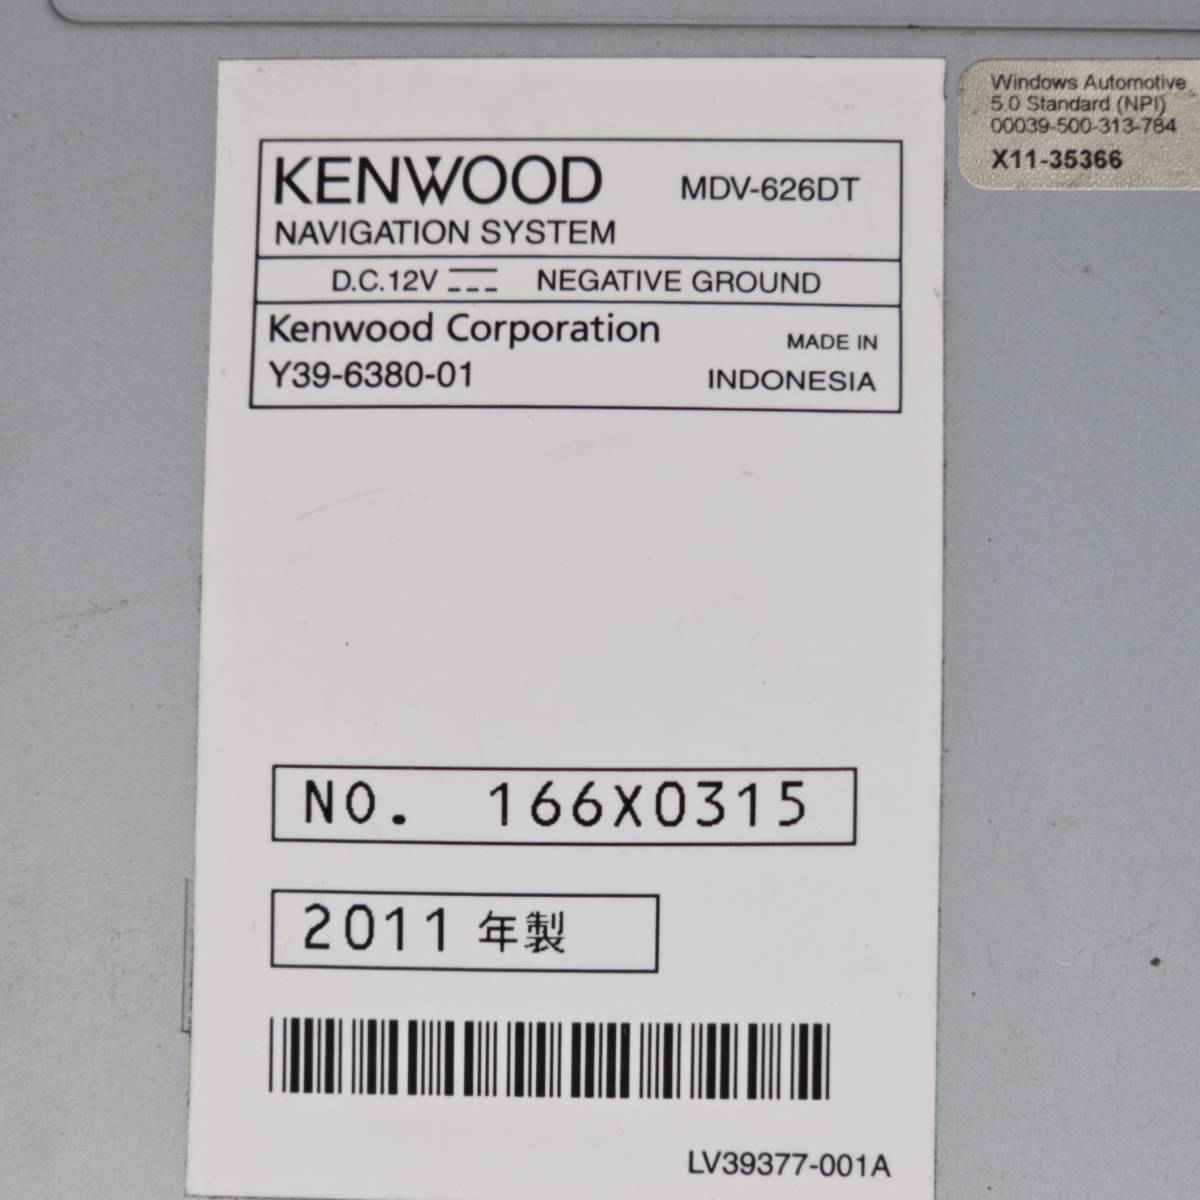 KENWOOD MDV-626DT
NAVIGATION SYSTEM
D.C.12V NEGATIVE GROUND
Kenwood Corporation MADE IN
Y39-6380-01 INDONESIA
NO. 166X0315
2011 年製
LV39377-001A
Windows Automotive
5.0 Standard (NPI)
00039-500-313-784
X11-35366